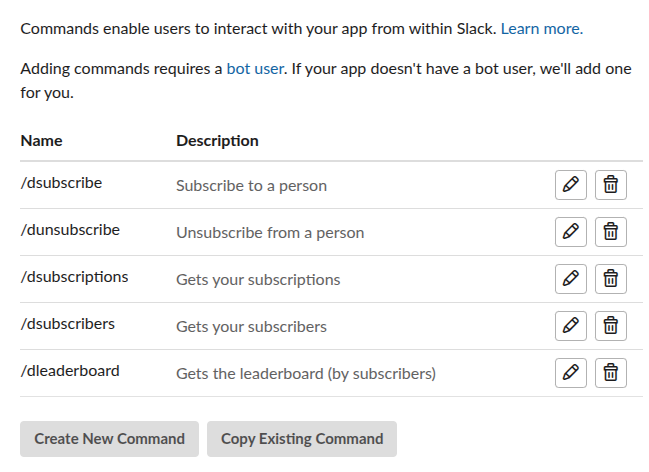 Commands enable users to interact with your app from within Slack. Learn more.
Adding commands requires a bot user. If your app doesn't have a bot user, we'll add one
for you.
Name Description
/dsubscribe Subscribe to a person
/dunsubscribe Unsubscribe from a person
/dsubscriptions Gets your subscriptions
/dsubscribers Gets your subscribers
/dleaderboard Gets the leaderboard (by subscribers)
Create New Command Copy Existing Command